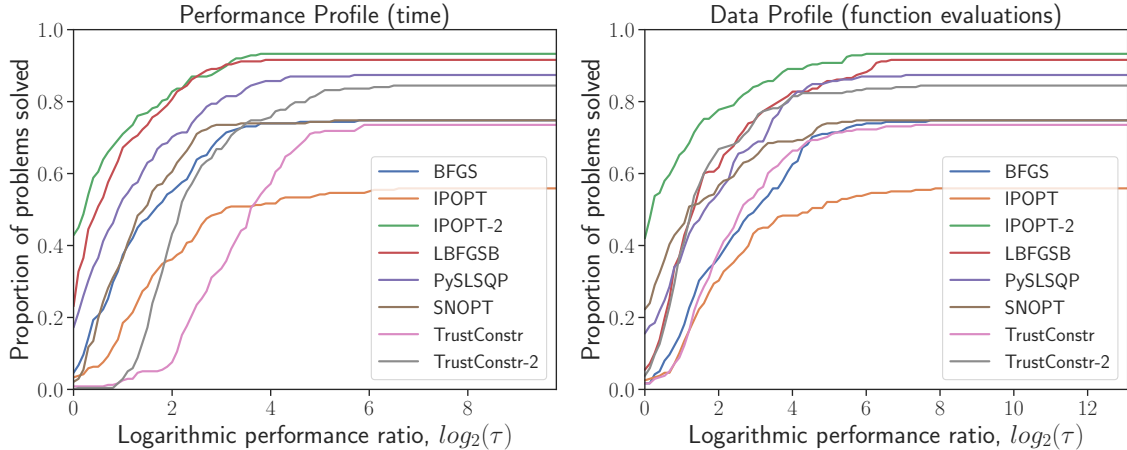 Performance Profile (time)
1.0
0.8
0.6
0.4
0.2
0.0
Proportion of problems solved
BFGS
IPOPT
IPOPT-2
LBFGSB
PySLSQP
SNOPT
TrustConstr
TrustConstr-2
0 2 4 6 8
Logarithmic performance ratio, log₂(τ)
Data Profile (function evaluations)
1.0
0.8
0.6
0.4
0.2
0.0
Proportion of problems solved
BFGS
IPOPT
IPOPT-2
LBFGSB
PySLSQP
SNOPT
TrustConstr
TrustConstr-2
0 2 4 6 8 10 12
Logarithmic performance ratio, log₂(τ)